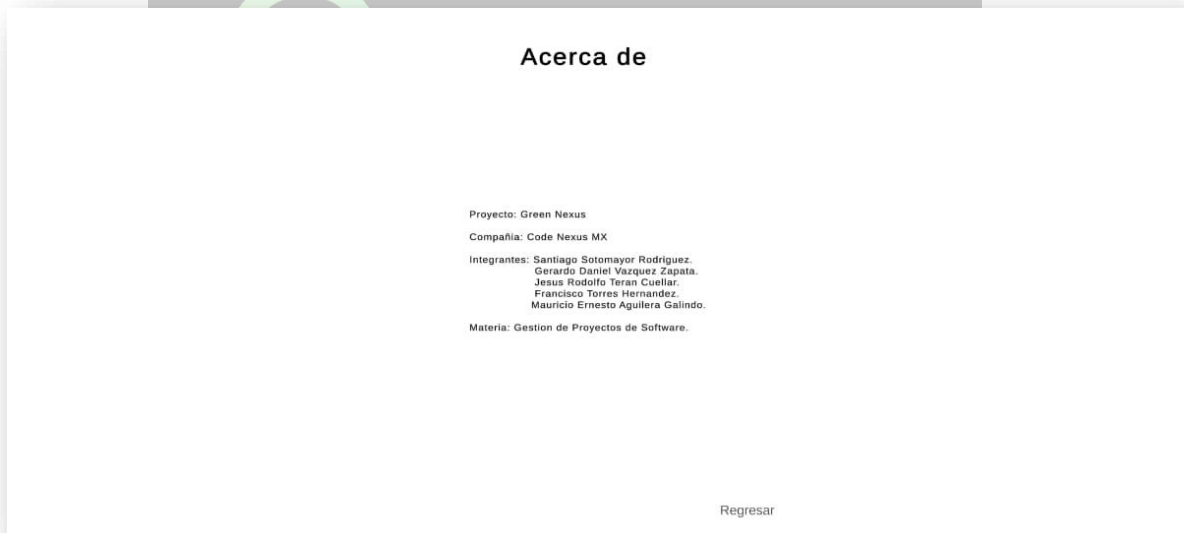 Acerca de
Proyecto: Green Nexus
Compañia: Code Nexus MX
Integrantes: Santiago Sotomayor Rodriguez.
Gerardo Daniel Vazquez Zapata.
Jesus Rodolfo Teran Cuellar.
Francisco Torres Hernandez.
Mauricio Ernesto Aguilera Galindo.
Materia: Gestion de Proyectos de Software.
Regresar